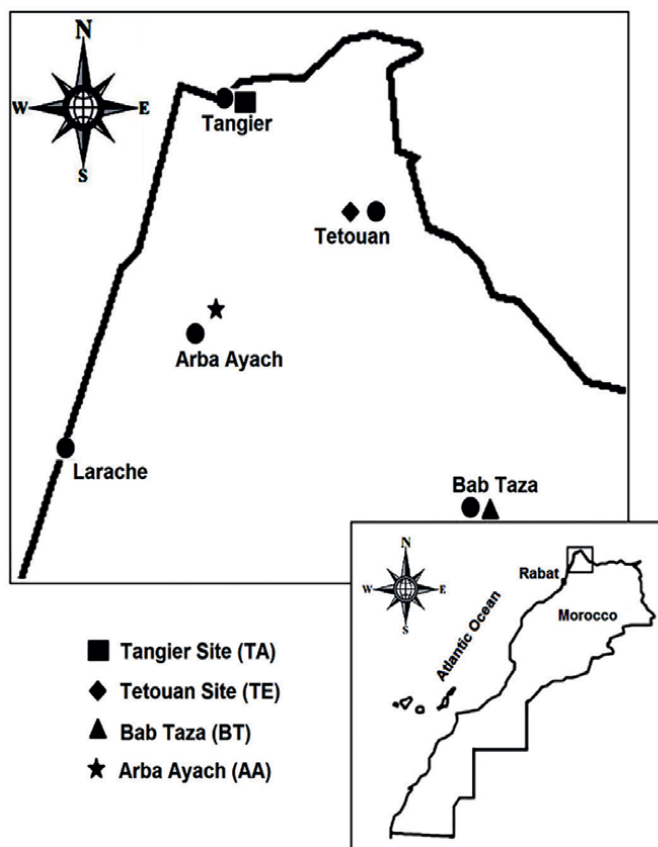 N
W
E
S
Tangier
Tetouan
Arba Ayach
Larache
Bab Taza
N
W
E
S
Rabat
Morocco
Atlantic Ocean
Tangier Site (TA)
Tetouan Site (TE)
Bab Taza (BT)
Arba Ayach (AA)